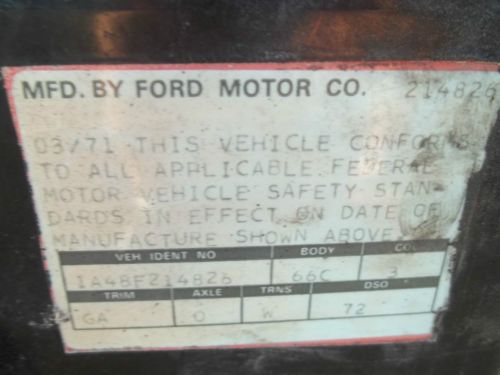 MFD. BY FORD MOTOR CO. 214826
03/71 THIS VEHICLE CONFORMS
TO ALL APPLICABLE FEDERAL
MOTOR VEHICLE SAFETY STAN-
DARDS IN EFFECT ON DATE OF
MANUFACTURE SHOWN ABOVE
VEH IDENT NO BODY
1A48F214826 66C 3
TRIM AXLE TRNS DSO
GA 0 W 72